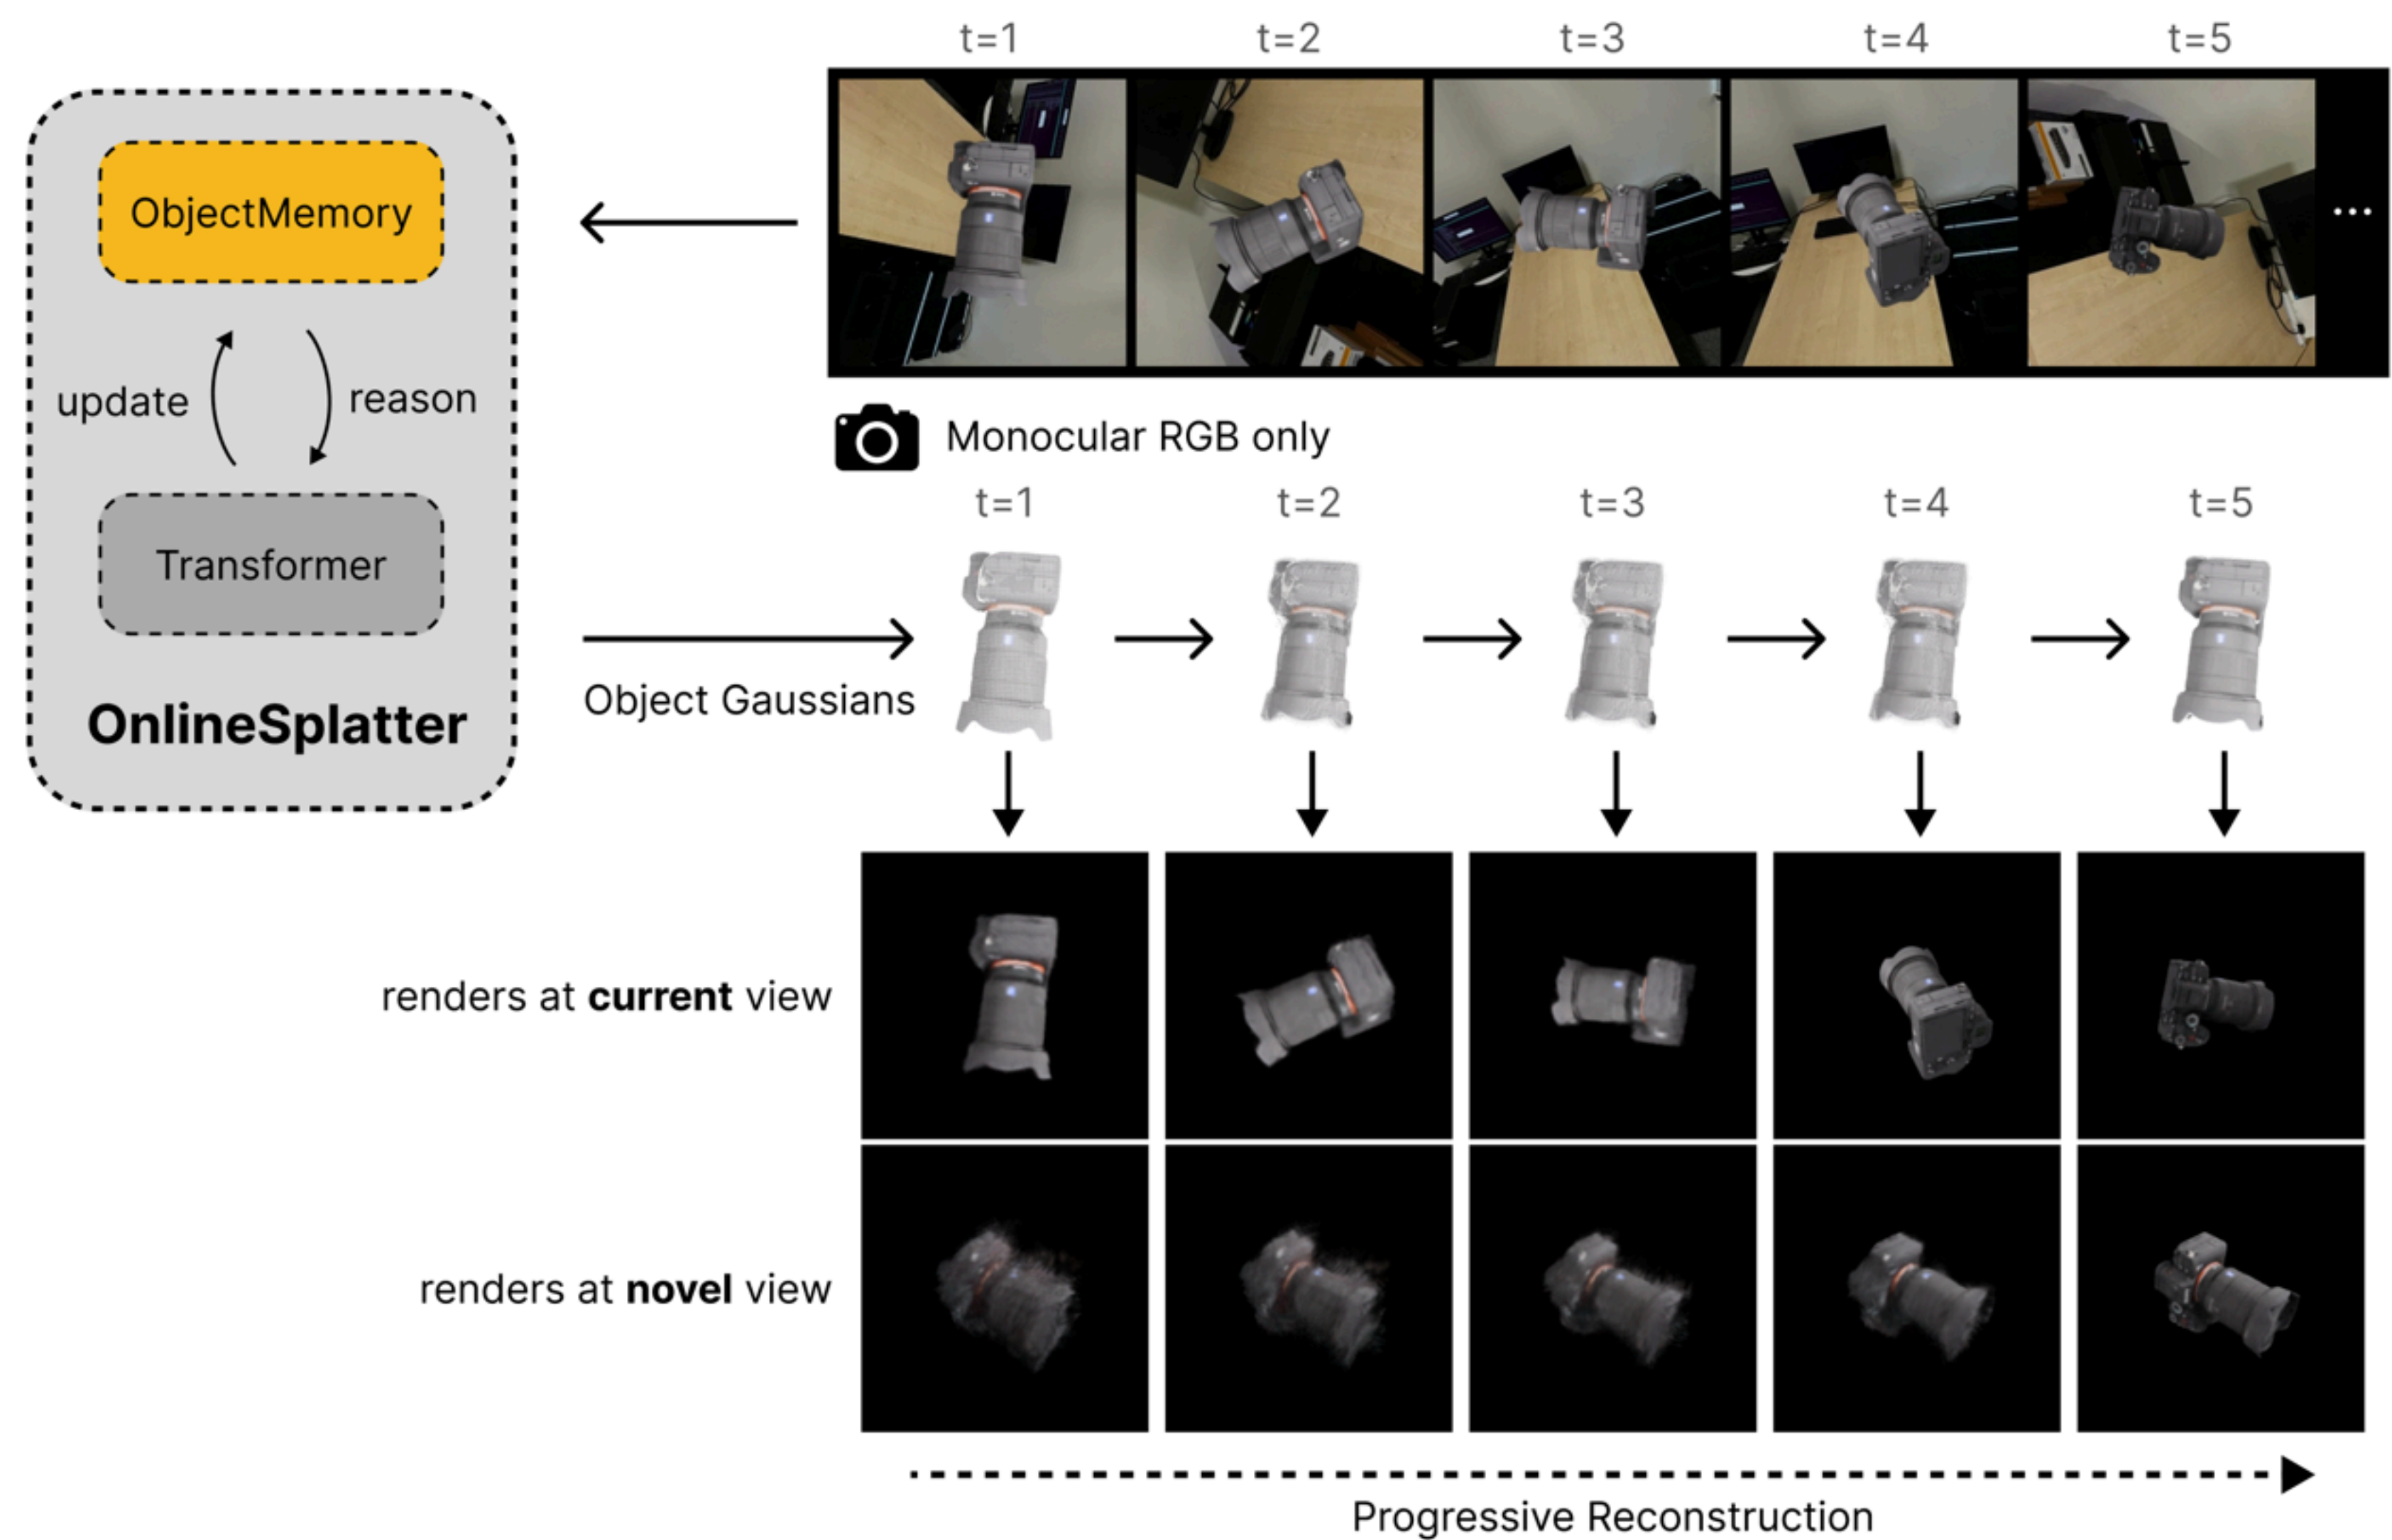 t=1 t=2 t=3 t=4 t=5
ObjectMemory
...
update reason
Monocular RGB only
t=1 t=2 t=3 t=4 t=5
Transformer
Object Gaussians
OnlineSplatter
renders at current view
renders at novel view
Progressive Reconstruction